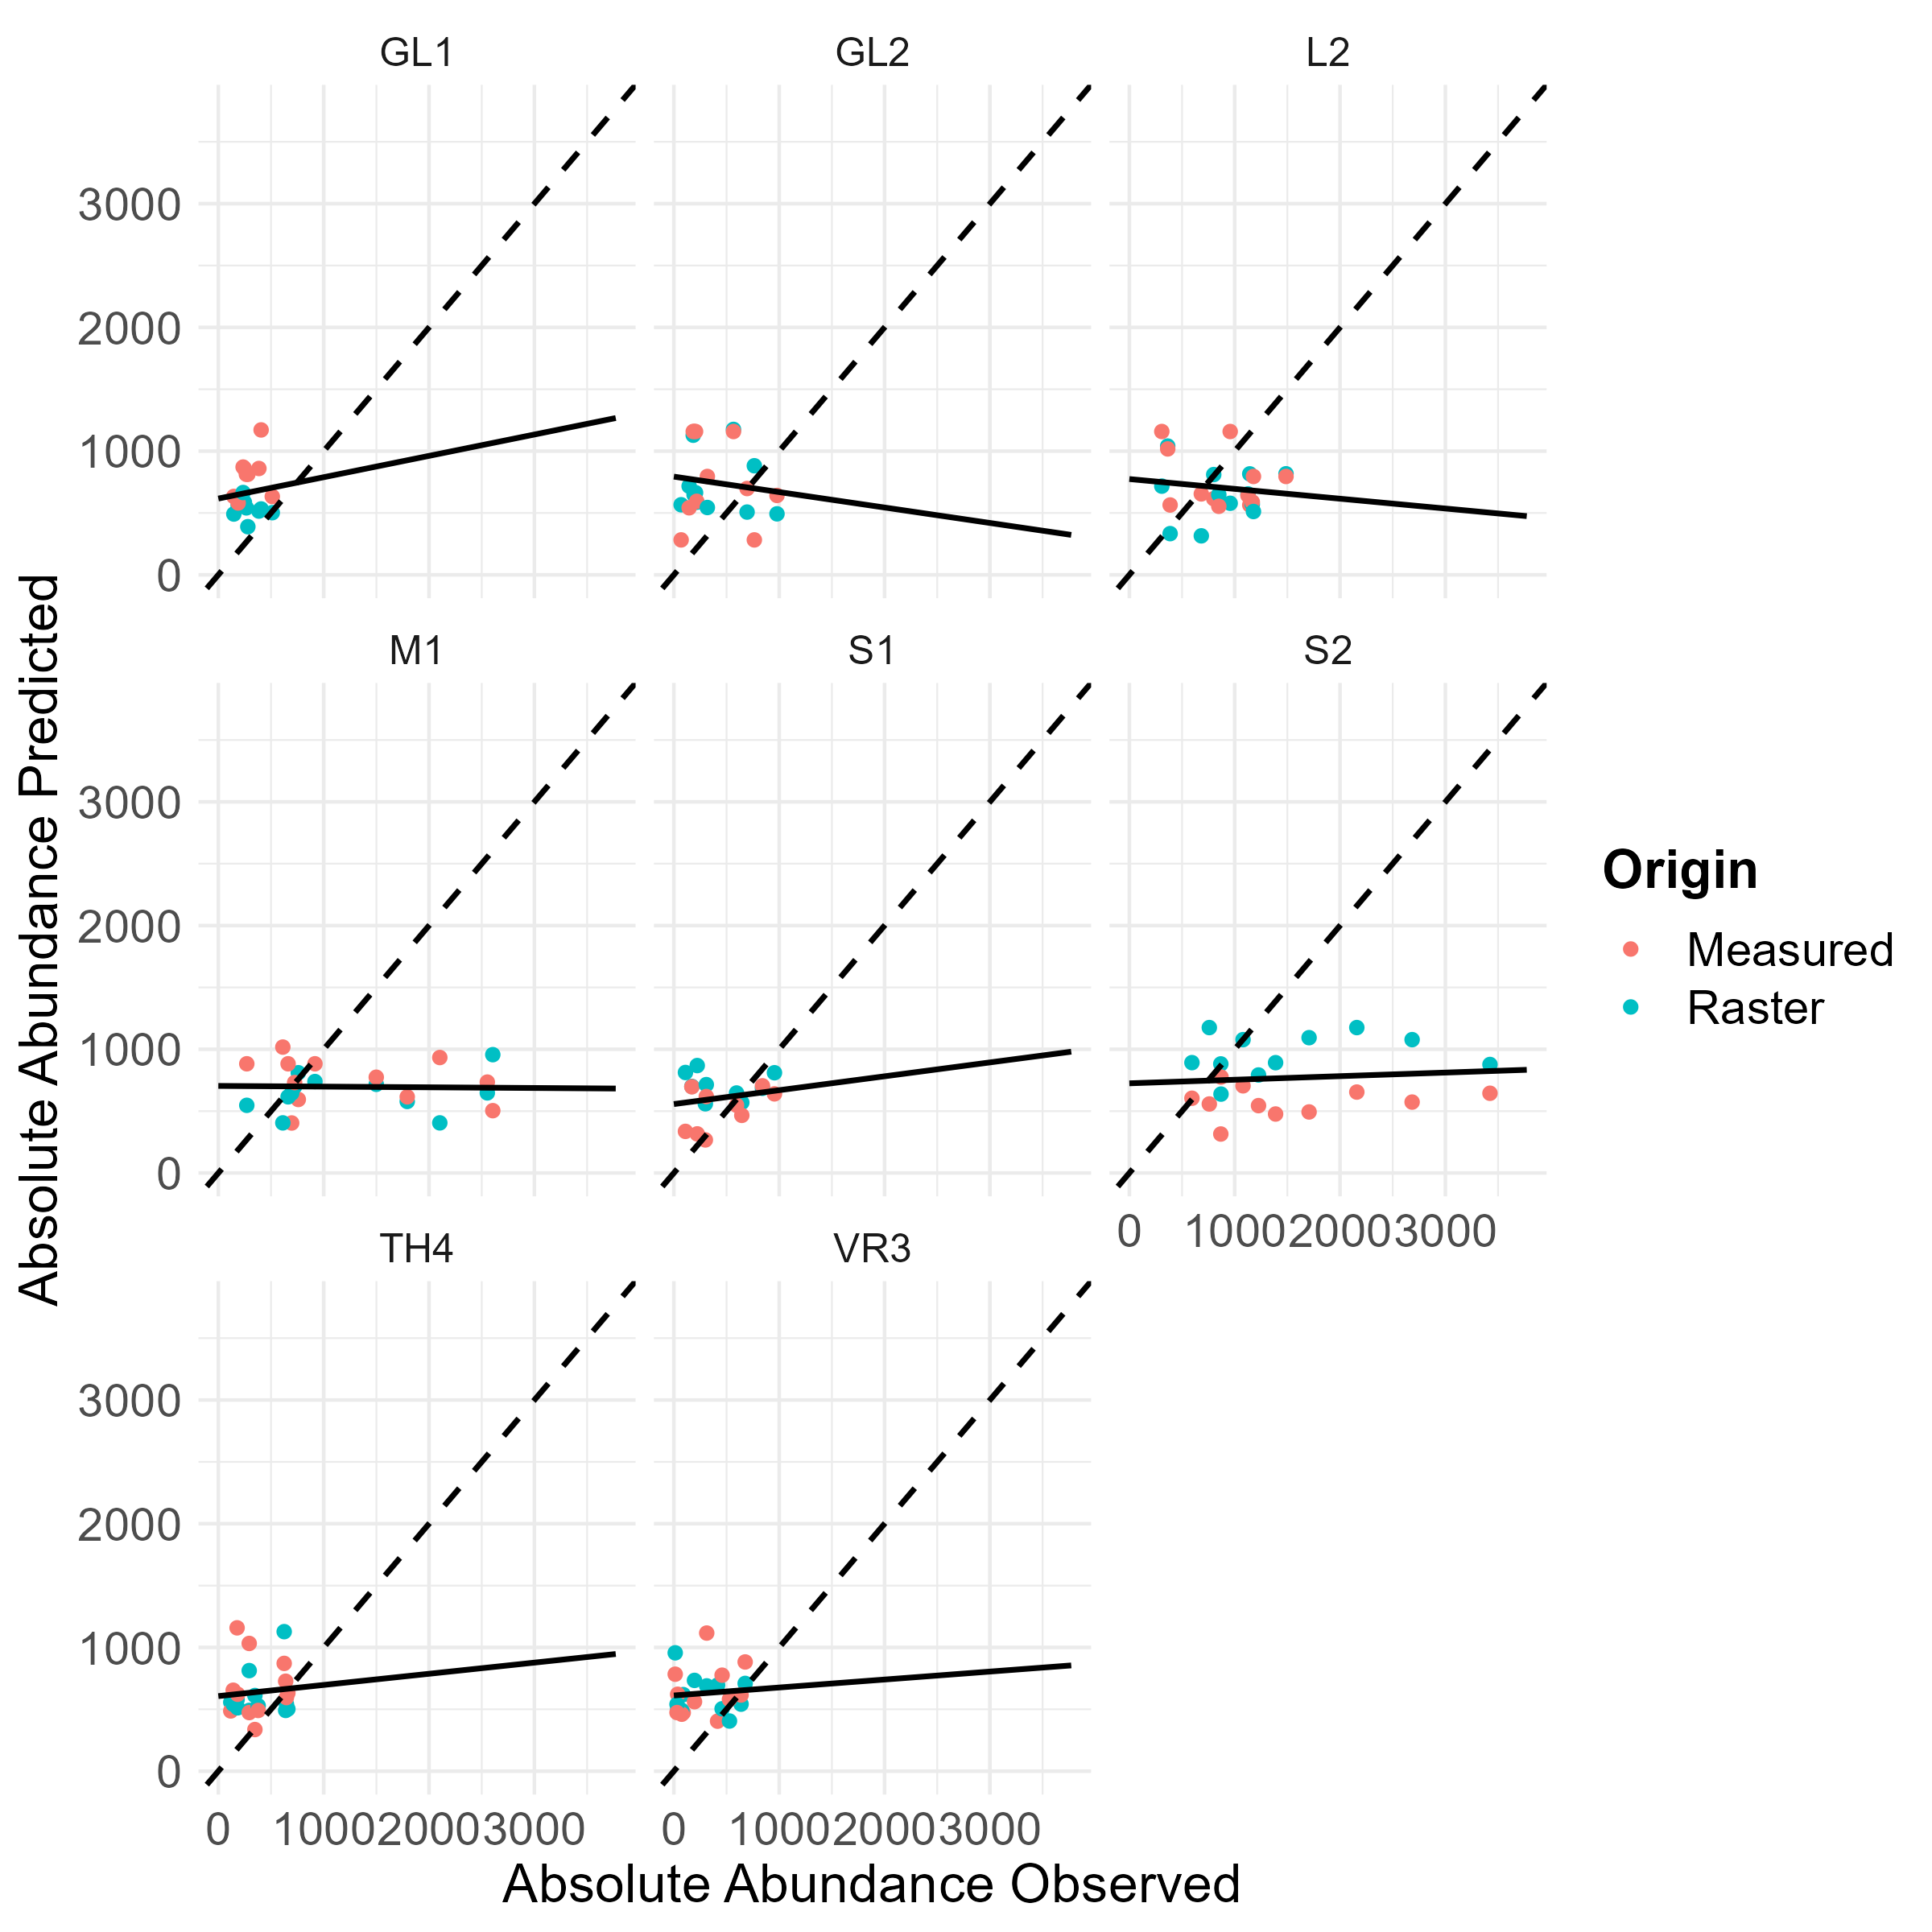 GL1 GL2 L2
3000
2000
1000
0
M1 S1 S2
3000
2000
1000
0
0 1000 2000 3000
TH4 VR3
3000
2000
1000
0
0 1000 2000 3000 0 1000 2000 3000
Absolute Abundance Observed
Absolute Abundance Predicted
Origin
Measured
Raster